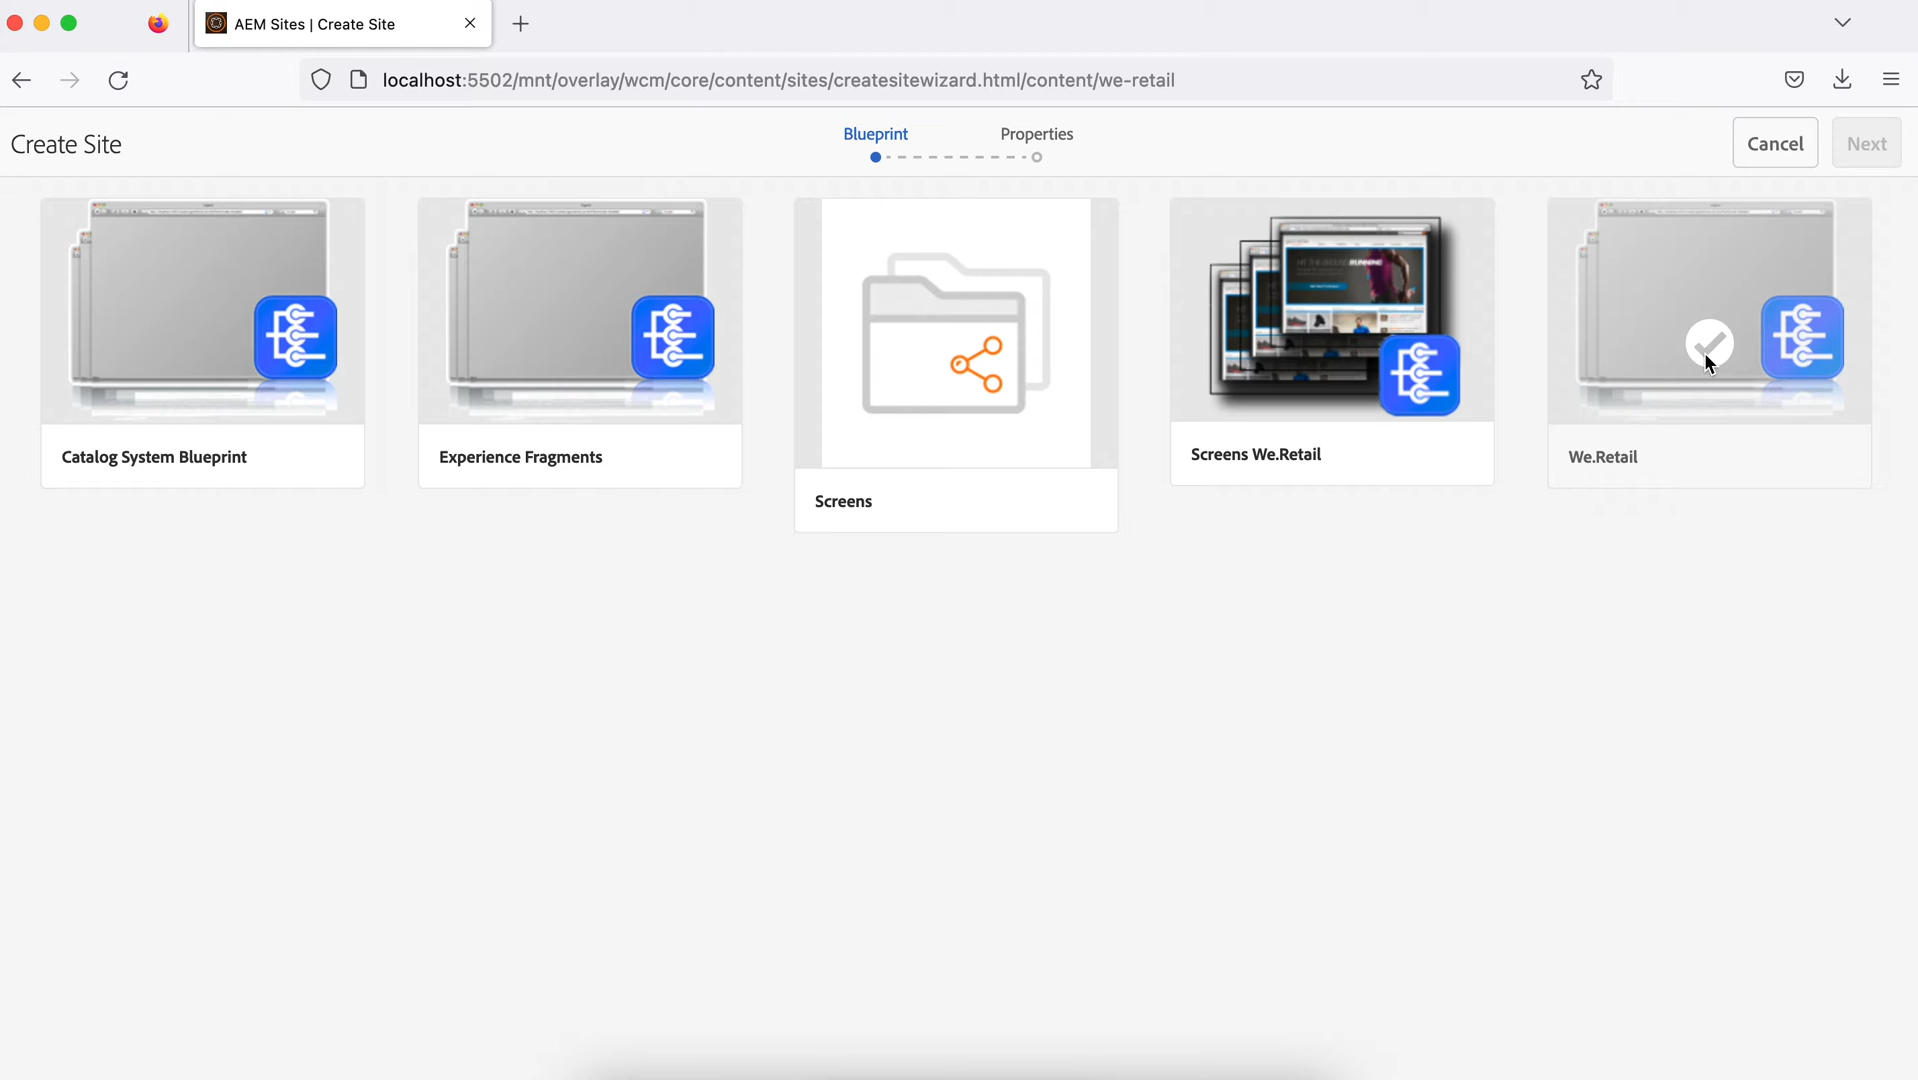 AEM Sites | Create Site
localhost:5502/mnt/overlay/wcm/core/content/sites/createsitewizard.html/content/we-retail
Create Site
Blueprint
Properties
Cancel
Next
Catalog System Blueprint
Experience Fragments
Screens
Screens We.Retail
We.Retail